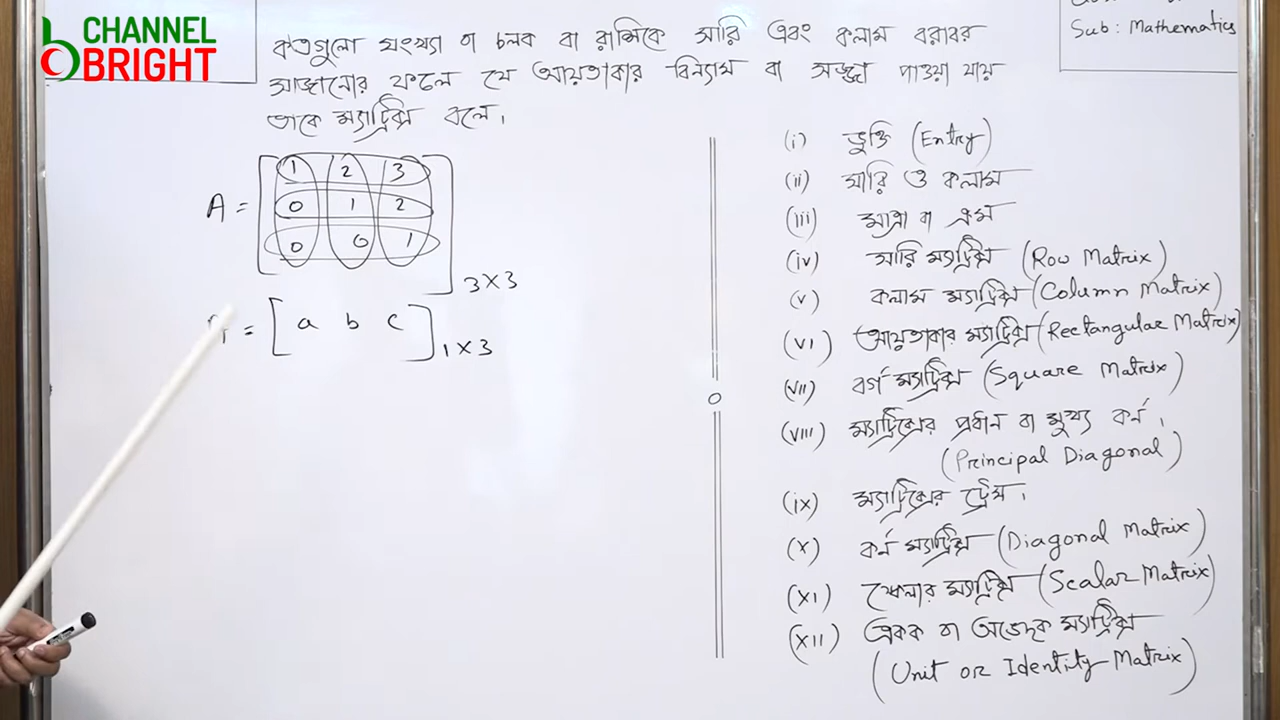 CHANNEL
BRIGHT
Sub: Mathematics
কতগুলো সংখ্যা বা চলক বা রাশিকে সারি এবং কলাম বরাবর
সাজানোর ফলে যে আয়তাকার বিন্যাস বা সজ্জা পাওয়া যায়
তাকে ম্যাট্রিক্স বলে।
A = [1 2 3
0 1 2
0 0 1] 3×3
= [a b c] 1×3
(i) ভুক্তি (Entry)
(ii) সারি ও কলাম
(iii) মাত্রা বা ক্রম
(iv) সারি ম্যাট্রিক্স (Row Matrix)
(v) কলাম ম্যাট্রিক্স (Column Matrix)
(vi) আয়তাকার ম্যাট্রিক্স (Rectangular Matrix)
(vii) বর্গ ম্যাট্রিক্স (Square Matrix)
(viii) ম্যাট্রিক্সের প্রধান বা মুখ্য কর্ন।
(Principal Diagonal)
(ix) ম্যাট্রিক্সের ট্রেস।
(x) কর্ন ম্যাট্রিক্স (Diagonal Matrix)
(xi) স্কেলার ম্যাট্রিক্স (Scalar Matrix)
(xii) একক বা অভেদক ম্যাট্রিক্স
(Unit or Identity Matrix)